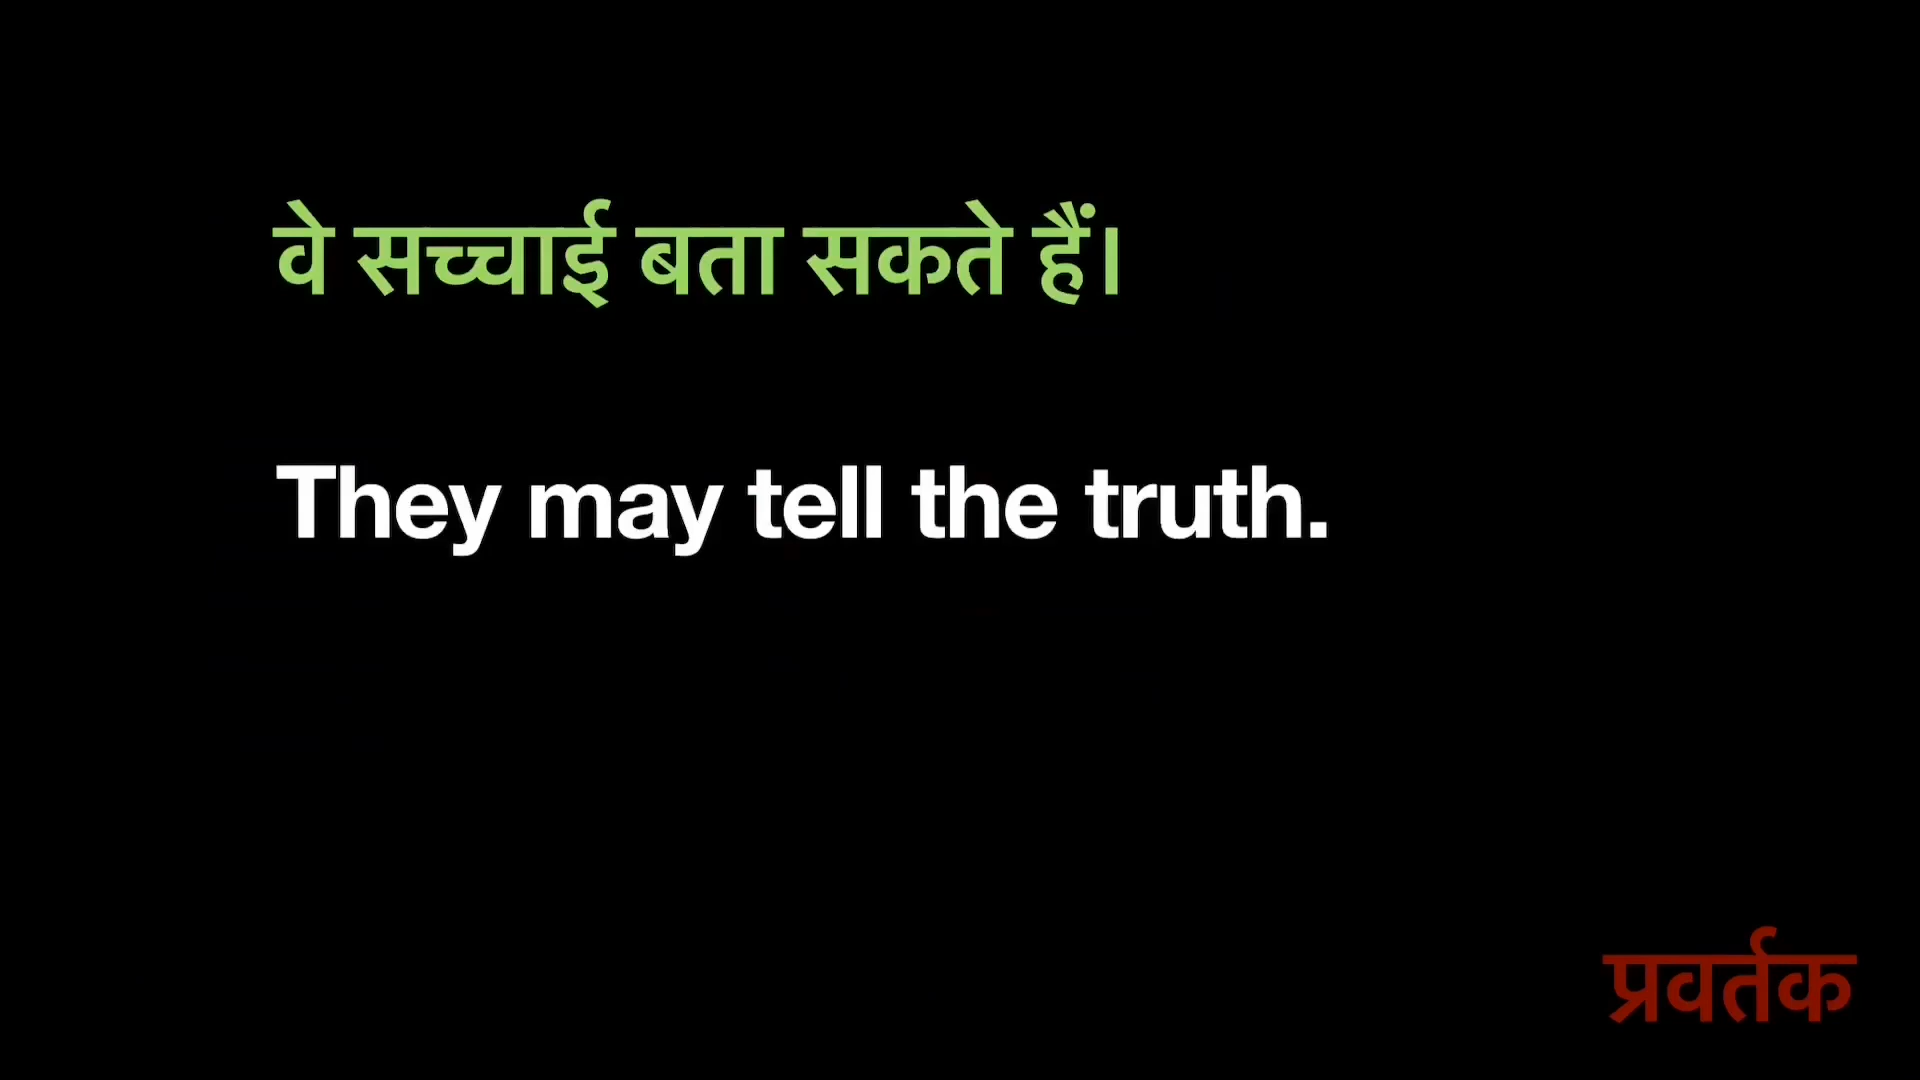 वे सच्चाई बता सकते हैं।
They may tell the truth.
प्रवर्तक